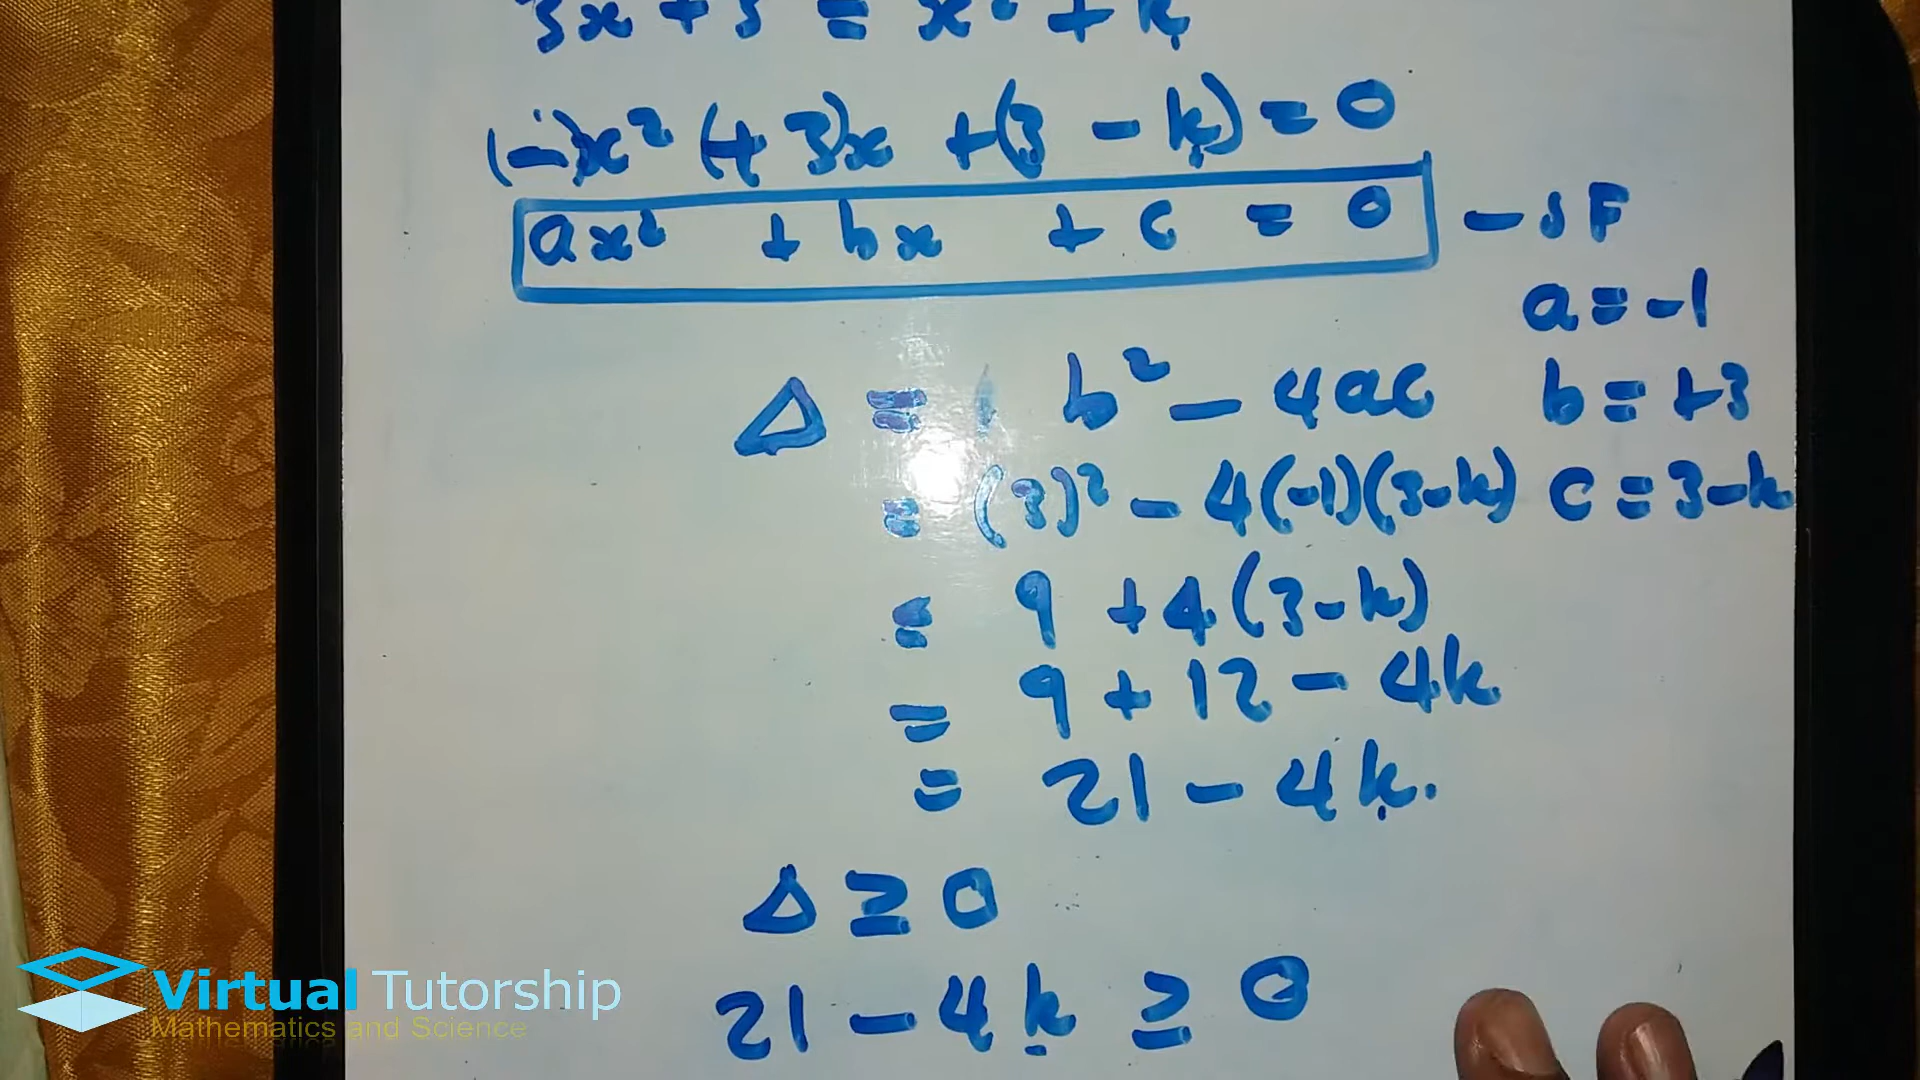 3x + 3 = x² + k
(-)x² (+ 3)x + (3 - k) = 0
ax² + bx + c = 0 - SF
a = -1
Δ = b² - 4ac b = +3
= (3)² - 4(-1)(3-k) c = 3-k
= 9 + 4(3-k)
= 9 + 12 - 4k
= 21 - 4k.
Δ ≥ 0
21 - 4k ≥ 0
Virtual Tutorship
Mathematics and Science